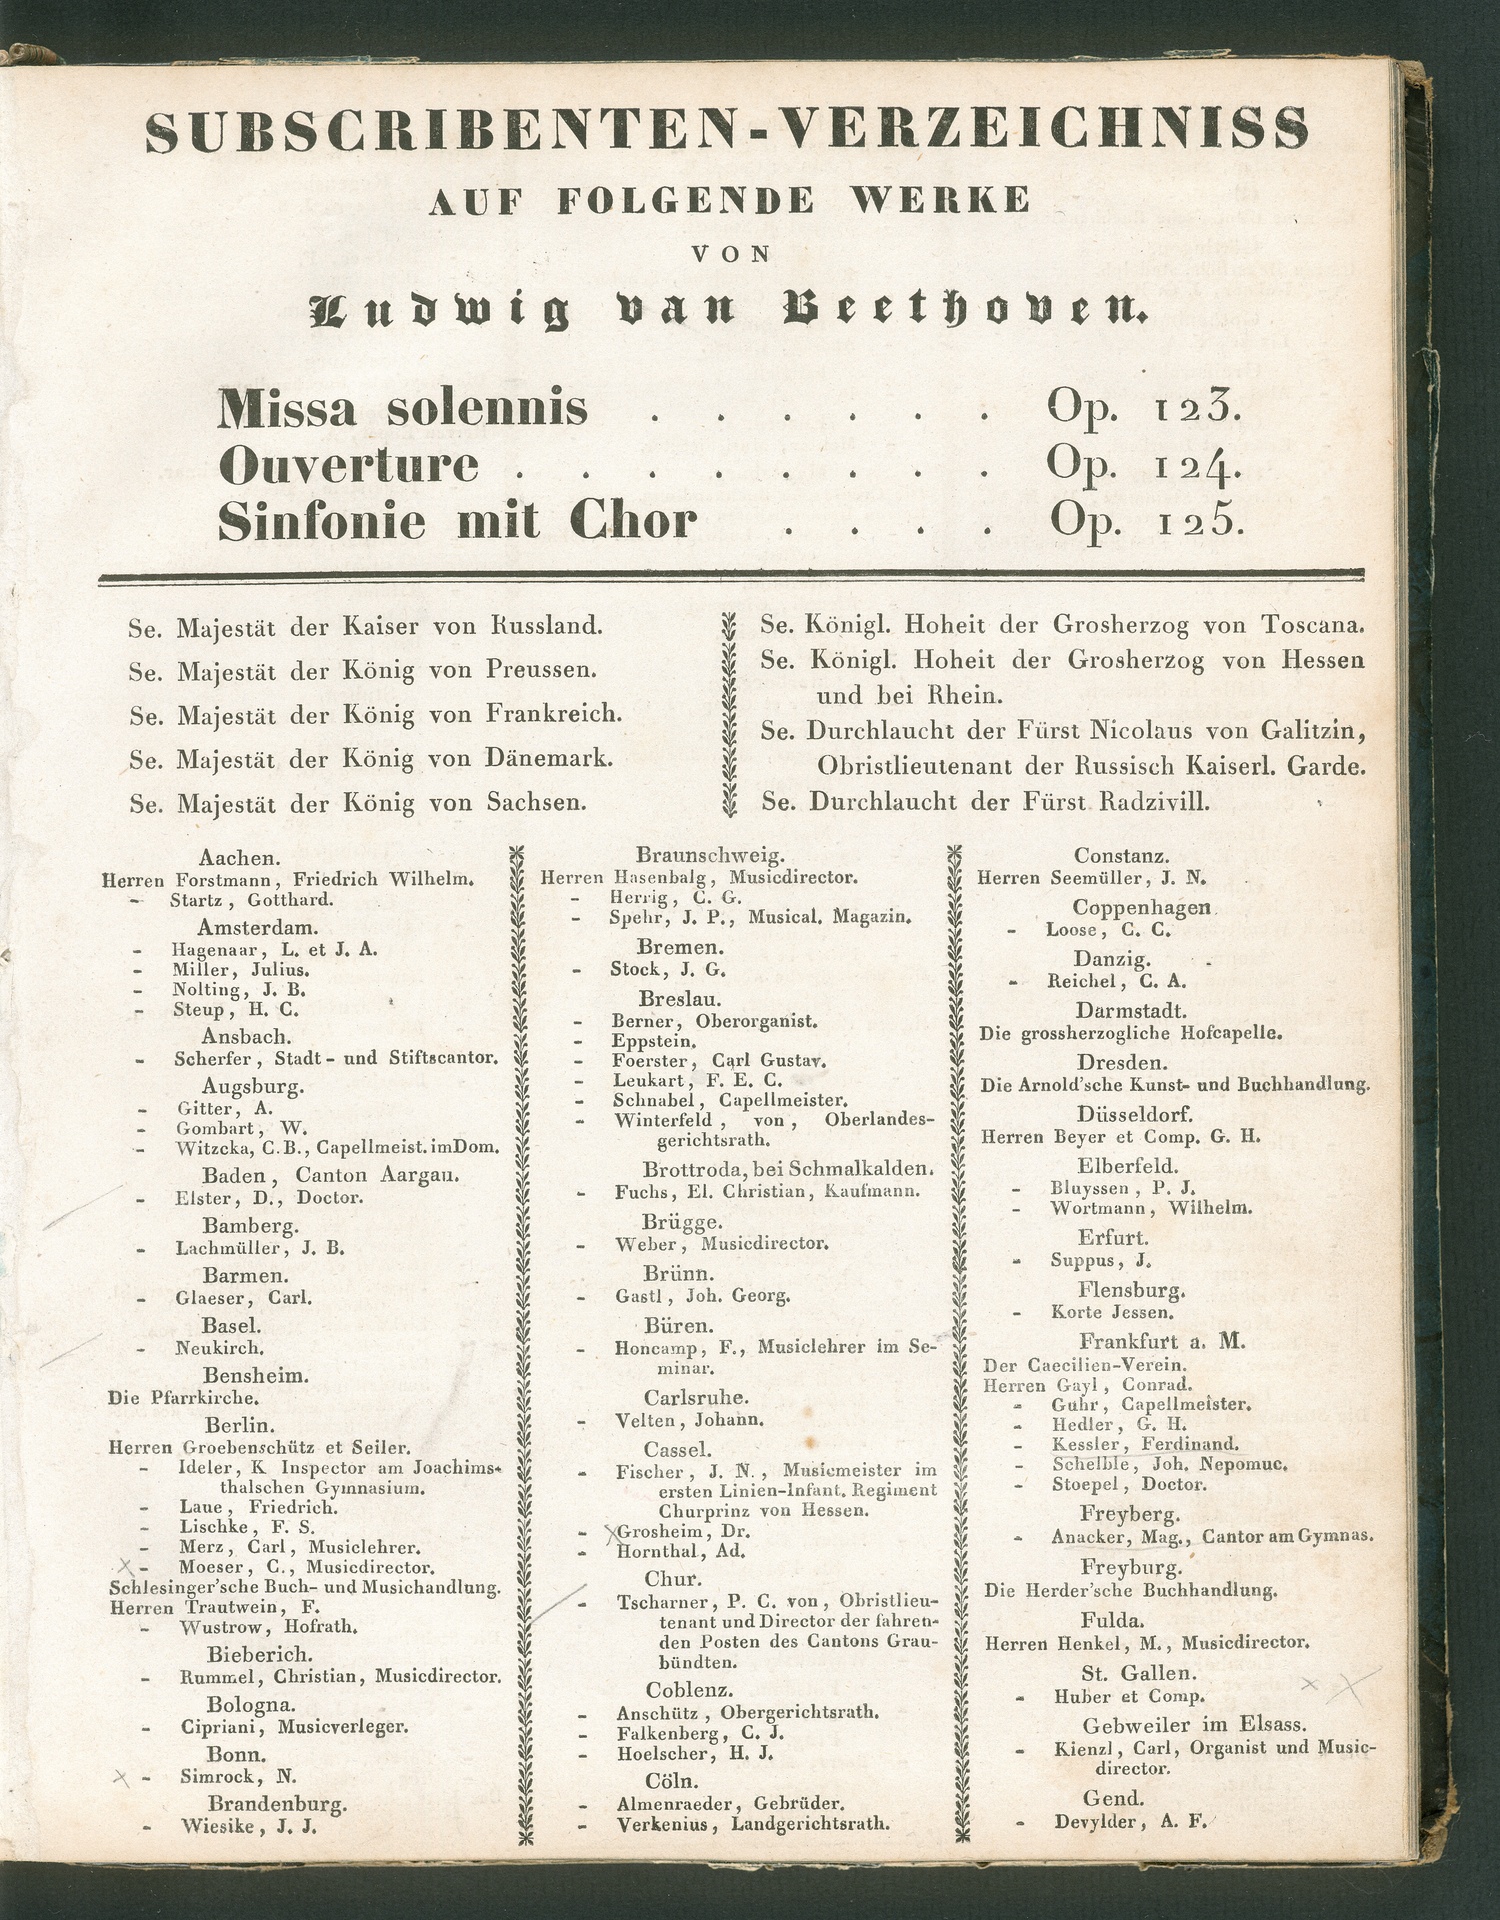 SUBSCRIBENTEN-VERZEICHNISS
AUF FOLGENDE WERKE
VON
Ludwig van Beethoven.
Missa solennis . . . . . . Op. 123.
Ouverture . . . . . . . . Op. 124.
Sinfonie mit Chor . . . . Op. 125.
Se. Majestät der Kaiser von Russland.
Se. Majestät der König von Preussen.
Se. Majestät der König von Frankreich.
Se. Majestät der König von Dänemark.
Se. Majestät der König von Sachsen.
Se. Königl. Hoheit der Grosherzog von Toscana.
Se. Königl. Hoheit der Grosherzog von Hessen
und bei Rhein.
Se. Durchlaucht der Fürst Nicolaus von Galitzin,
Obristlieutenant der Russisch Kaiserl. Garde.
Se. Durchlaucht der Fürst Radzivill.
Aachen.
Herren Forstmann, Friedrich Wilhelm.
- Startz, Gotthard.
Amsterdam.
- Hagenaar, L. et J. A.
- Miller, Julius.
- Nolting, J. B.
- Steup, H. C.
Ansbach.
- Scherfer, Stadt- und Stiftscantor.
Augsburg.
- Gitter, A.
- Gombart, W.
- Witzcka, C.B., Capellmeist. im Dom.
Baden, Canton Aargau.
- Elster, D., Doctor.
Bamberg.
- Lachmüller, J. B.
Barmen.
- Glaeser, Carl.
Basel.
- Neukirch.
Bensheim.
Die Pfarrkirche.
Berlin.
Herren Groebenschütz et Seiler.
- Ideler, K Inspector am Joachims-
thalschen Gymnasium.
- Laue, Friedrich.
- Lischke, F. S.
- Merz, Carl, Musiclehrer.
- Moeser, C., Musicdirector.
Schlesinger'sche Buch- und Musichandlung.
Herren Trautwein, F.
- Wustrow, Hofrath.
Bieberich.
- Rummel, Christian, Musicdirector.
Bologna.
- Cipriani, Musicverleger.
Bonn.
- Simrock, N.
Brandenburg.
- Wiesike, J. J.
Braunschweig.
Herren Hasenbalg, Musicdirector.
- Herrig, C. G.
- Spehr, J. P., Musical. Magazin.
Bremen.
- Stock, J. G.
Breslau.
- Berner, Oberorganist.
- Eppstein.
- Foerster, Carl Gustav.
- Leukart, F. E. C.
- Schnabel, Capellmeister.
- Winterfeld, von, Oberlandes-
gerichtsrath.
Brottroda, bei Schmalkalden.
- Fuchs, El. Christian, Kaufmann.
Brügge.
- Weber, Musicdirector.
Brünn.
- Gastl, Joh. Georg.
Büren.
- Honcamp, F., Musiclehrer im Se-
minar.
Carlsruhe.
- Velten, Johann.
Cassel.
- Fischer, J. N., Musicmeister im
ersten Linien-Infant. Regiment
Churprinz von Hessen.
- Grosheim, Dr.
- Hornthal, Ad.
Chur.
- Tscharner, P. C. von, Obristlieu-
tenant und Director der fahren-
den Posten des Cantons Grau-
bündten.
Coblenz.
- Anschütz, Obergerichtsrath.
- Falkenberg, C. J.
- Hoelscher, H. J.
Cöln.
- Almenraeder, Gebrüder.
- Verkenius, Landgerichtsrath.
Constanz.
Herren Seemüller, J. N.
Coppenhagen
- Loose, C. C.
Danzig.
- Reichel, C. A.
Darmstadt.
Die grossherzogliche Hofcapelle.
Dresden.
Die Arnold'sche Kunst- und Buchhandlung.
Düsseldorf.
Herren Beyer et Comp. G. H.
Elberfeld.
- Bluyssen, P. J.
- Wortmann, Wilhelm.
Erfurt.
- Suppus, J.
Flensburg.
- Korte Jessen.
Frankfurt a. M.
Der Caecilien-Verein.
Herren Gayl, Conrad.
- Guhr, Capellmeister.
- Hedler, G. H.
- Kessler, Ferdinand.
- Schelble, Joh. Nepomuc.
- Stoepel, Doctor.
Freyberg.
- Anacker, Mag., Cantor am Gymnas.
Freyburg.
Die Herder'sche Buchhandlung.
Fulda.
Herren Henkel, M., Musicdirector.
St. Gallen.
- Huber et Comp.
Gebweiler im Elsass.
- Kienzl, Carl, Organist und Music-
director.
Gend.
- Devylder, A. F.